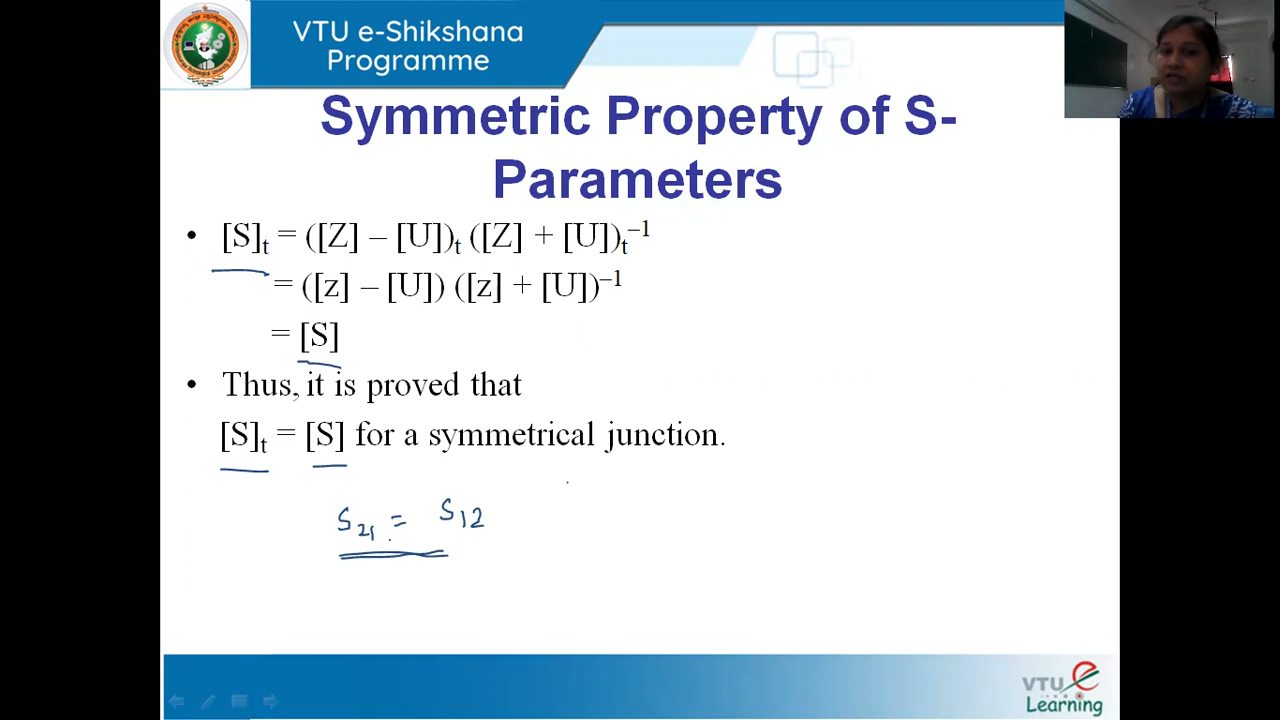 VTU e-Shikshana
Programme
Symmetric Property of S-
Parameters
• [S]t = ([Z] – [U])t ([Z] + [U])t–1
= ([z] – [U]) ([z] + [U])–1
= [S]
• Thus, it is proved that
[S]t = [S] for a symmetrical junction.
S21 = S12
VTU e
Learning